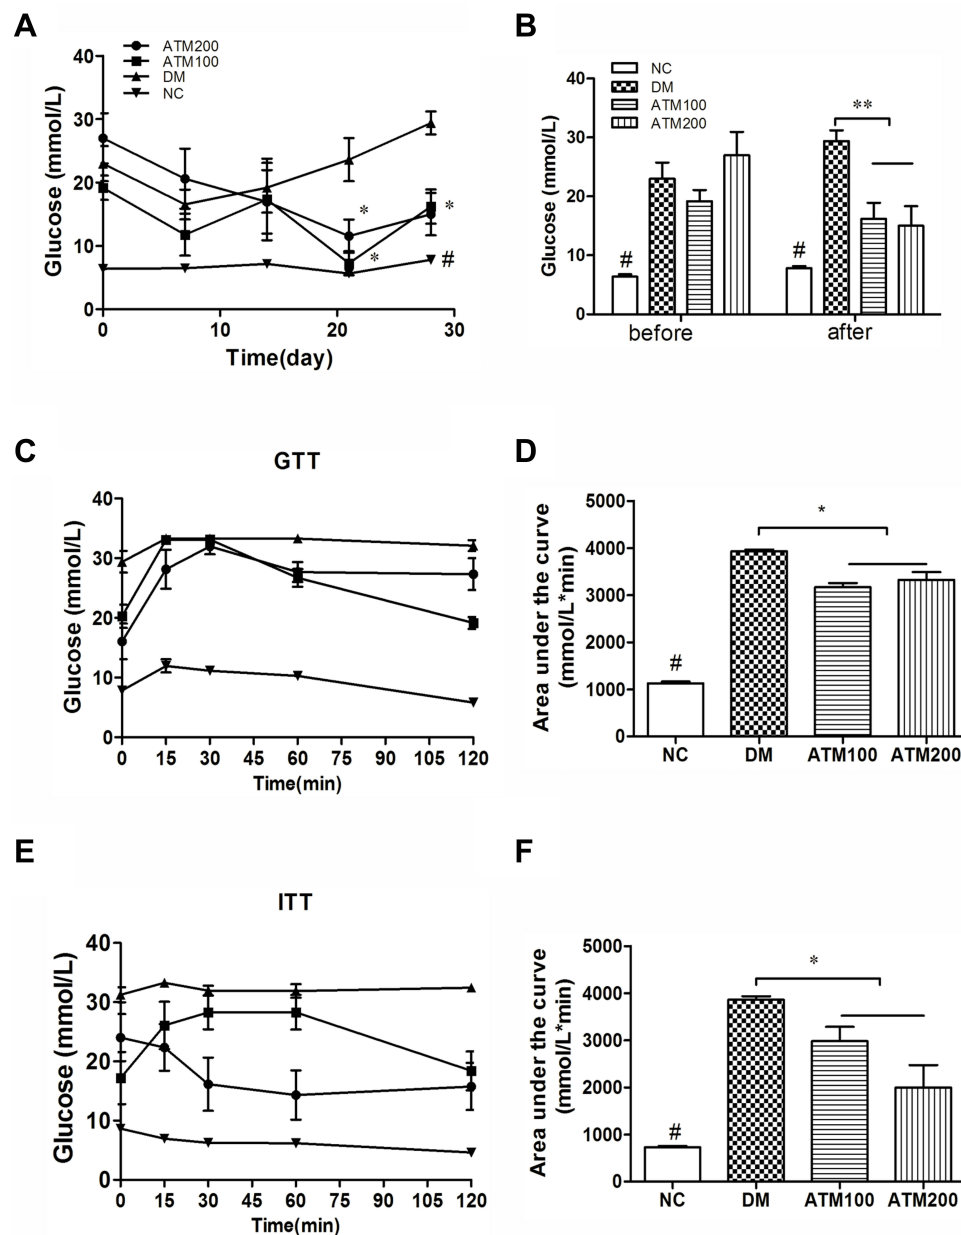 A
ATM200
ATM100
DM
NC
Glucose (mmol/L)
40
30
20
10
0
*
*
*
#
0 10 20 30
Time(day)
B
NC
DM
ATM100
ATM200
Glucose (mmol/L)
40
30
20
10
0
**
#
#
before after
C
GTT
Glucose (mmol/L)
40
30
20
10
0
0 15 30 45 60 75 90 105 120
Time(min)
D
Area under the curve
(mmol/L*min)
5000
4000
3000
2000
1000
0
*
#
NC DM ATM100 ATM200
E
ITT
Glucose (mmol/L)
40
30
20
10
0
0 15 30 45 60 75 90 105 120
Time(min)
F
Area under the curve
(mmol/L*min)
5000
4000
3000
2000
1000
0
*
#
NC DM ATM100 ATM200